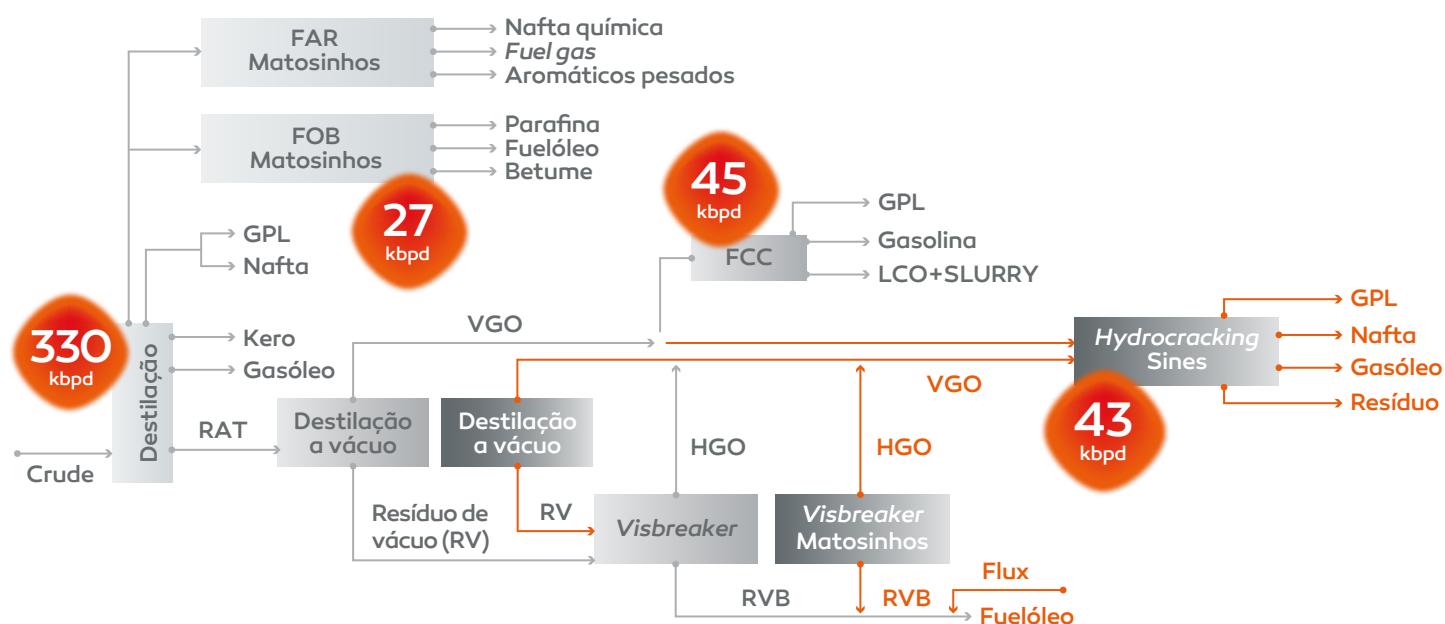 FAR
Matosinhos
Nafta química
Fuel gas
Aromáticos pesados
FOB
Matosinhos
Parafina
Fuelóleo
Betume
27
kbpd
45
kbpd
GPL
Gasolina
LCO+SLURRY
FCC
GPL
Nafta
330
kbpd
Destilação
Kero
Gasóleo
RAT
Crude
VGO
Destilação
a vácuo
Destilação
a vácuo
VGO
Hydrocracking
Sines
43
kbpd
GPL
Nafta
Gasóleo
Resíduo
HGO
HGO
Resíduo de
vácuo (RV)
RV
Visbreaker
Visbreaker
Matosinhos
RVB
RVB
Flux
Fuelóleo